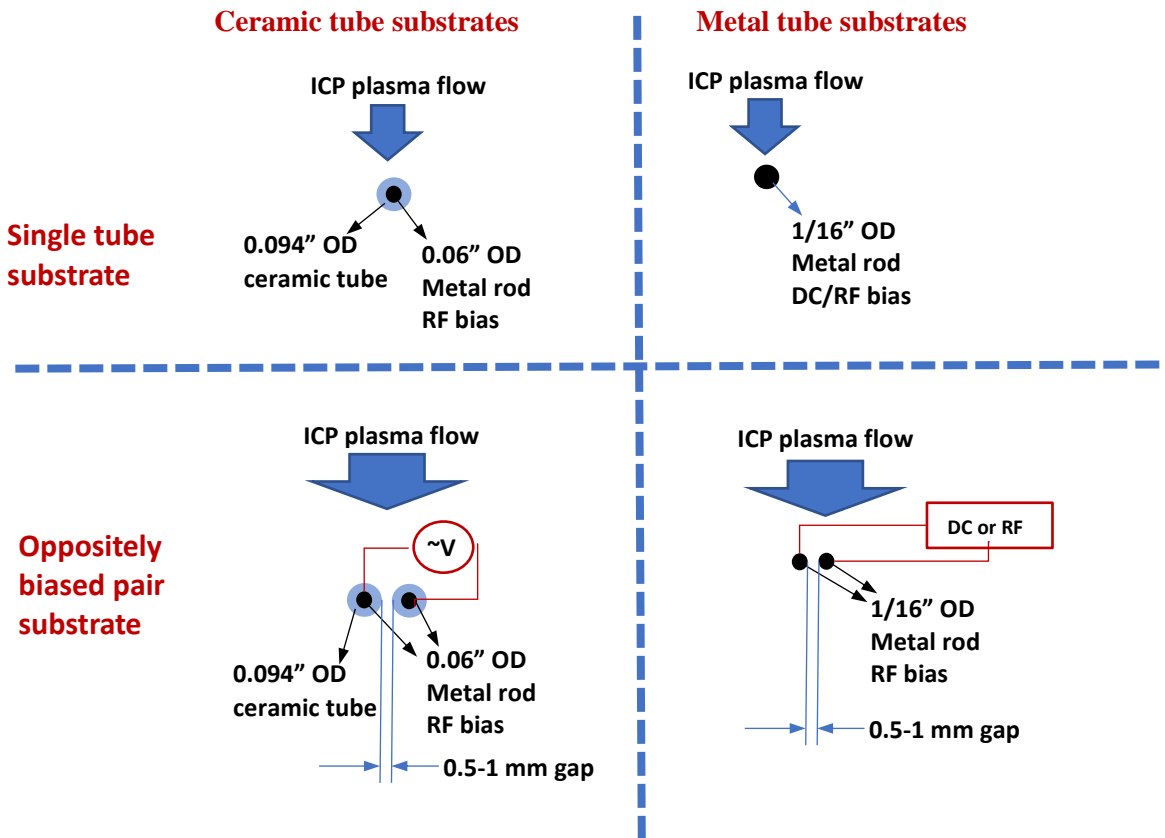 Ceramic tube substrates
Metal tube substrates
Single tube
substrate
ICP plasma flow
0.094” OD
ceramic tube
0.06” OD
Metal rod
RF bias
ICP plasma flow
1/16” OD
Metal rod
DC/RF bias
Oppositely
biased pair
substrate
ICP plasma flow
~V
0.094” OD
ceramic tube
0.06” OD
Metal rod
RF bias
0.5-1 mm gap
ICP plasma flow
DC or RF
1/16” OD
Metal rod
RF bias
0.5-1 mm gap